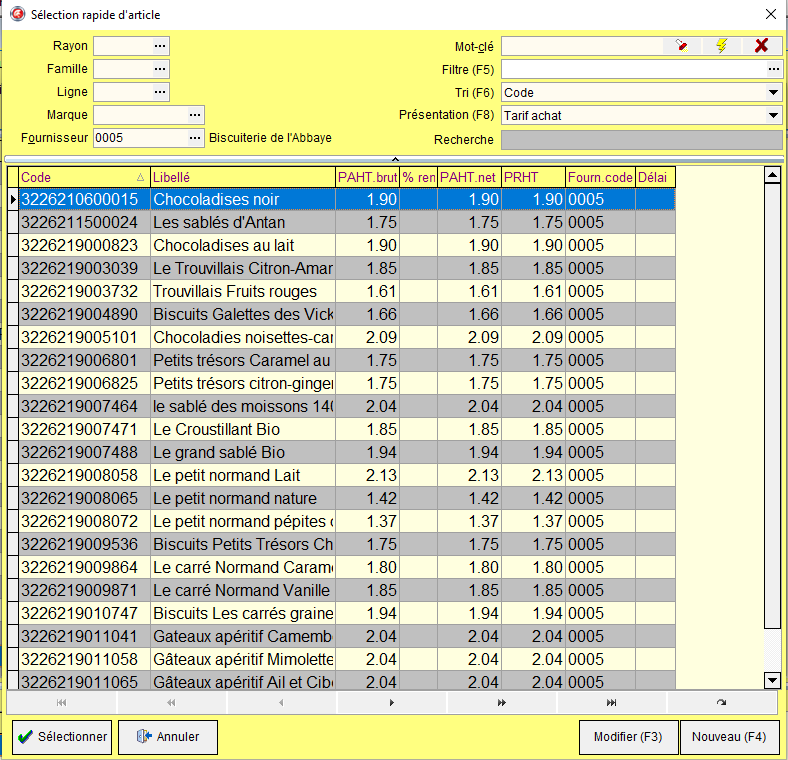 Sélection rapide d'article
Rayon ... Mot-clé
Famille ... Filtre (F5) ...
Ligne ... Tri (F6) Code
Marque ... Présentation (F8) Tarif achat
Fournisseur 0005 ... Biscuiterie de l'Abbaye Recherche
Code Libellé PAHT.brut % ren PAHT.net PRHT Fourn.code Délai
3226210600015 Chocoladises noir 1.90 1.90 1.90 0005
3226211500024 Les sablés d'Antan 1.75 1.75 1.75 0005
3226219000823 Chocoladises au lait 1.90 1.90 1.90 0005
3226219003039 Le Trouvillais Citron-Amar 1.85 1.85 1.85 0005
3226219003732 Trouvillais Fruits rouges 1.61 1.61 1.61 0005
3226219004890 Biscuits Galettes des Vick 1.66 1.66 1.66 0005
3226219005101 Chocoladies noisettes-car 2.09 2.09 2.09 0005
3226219006801 Petits trésors Caramel au 1.75 1.75 1.75 0005
3226219006825 Petits trésors citron-ginger 1.75 1.75 1.75 0005
3226219007464 le sablé des moissons 140 2.04 2.04 2.04 0005
3226219007471 Le Croustillant Bio 1.85 1.85 1.85 0005
3226219007488 Le grand sablé Bio 1.94 1.94 1.94 0005
3226219008058 Le petit normand Lait 2.13 2.13 2.13 0005
3226219008065 Le petit normand nature 1.42 1.42 1.42 0005
3226219008072 Le petit normand pépites c 1.37 1.37 1.37 0005
3226219009536 Biscuits Petits Trésors Ch 1.75 1.75 1.75 0005
3226219009864 Le carré Normand Caram 1.80 1.80 1.80 0005
3226219009871 Le carré Normand Vanille 1.85 1.85 1.85 0005
3226219010747 Biscuits Les carrés graine 1.94 1.94 1.94 0005
3226219011041 Gateaux apéritif Camemb 2.04 2.04 2.04 0005
3226219011058 Gâteaux apéritif Mimolette 2.04 2.04 2.04 0005
3226219011065 Gâteaux apéritif Ail et Cibo 2.04 2.04 2.04 0005
Sélectionner Annuler Modifier (F3) Nouveau (F4)